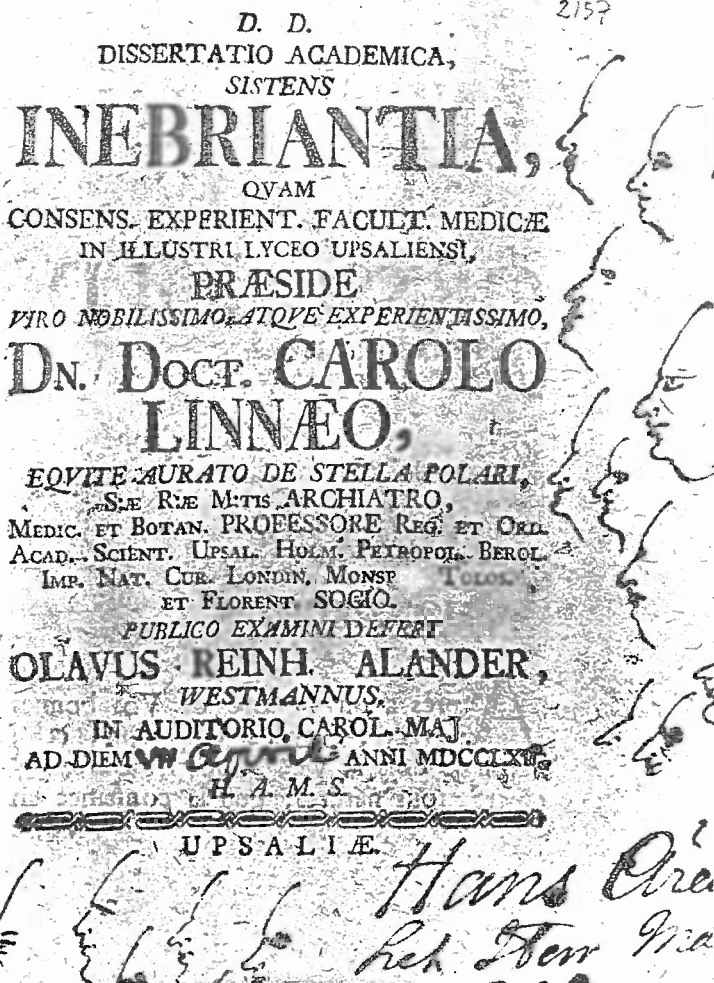 2157
D. D.
DISSERTATIO ACADEMICA,
SISTENS
INEBRIANTIA,
QVAM
CONSENS. EXPERIENT. FACULT. MEDICÆ
IN ILLUSTRI LYCEO UPSALIENSI,
PRÆSIDE
VIRO NOBILISSIMO ATQVE EXPERIENTISSIMO,
DN. DOCT. CAROLO
LINNÆO,
EQVITE AURATO DE STELLA POLARI,
S:Æ R:Æ M:TIS ARCHIATRO,
MEDIC. ET BOTAN. PROFESSORE REG. ET ORD.
ACAD. SCIENT. UPSAL. HOLM. PETROPOL. BEROL.
IMP. NAT. CUR. LONDIN. MONSP TOLOS.
ET FLORENT. SOCIO.
PUBLICO EXAMINI DEFERT
OLAVUS REINH. ALANDER,
WESTMANNUS.
IN AUDITORIO CAROL. MAJ
AD DIEM ANNI MDCCLXII,
H. A. M. S.
UPSALIÆ.
Hans
Herr